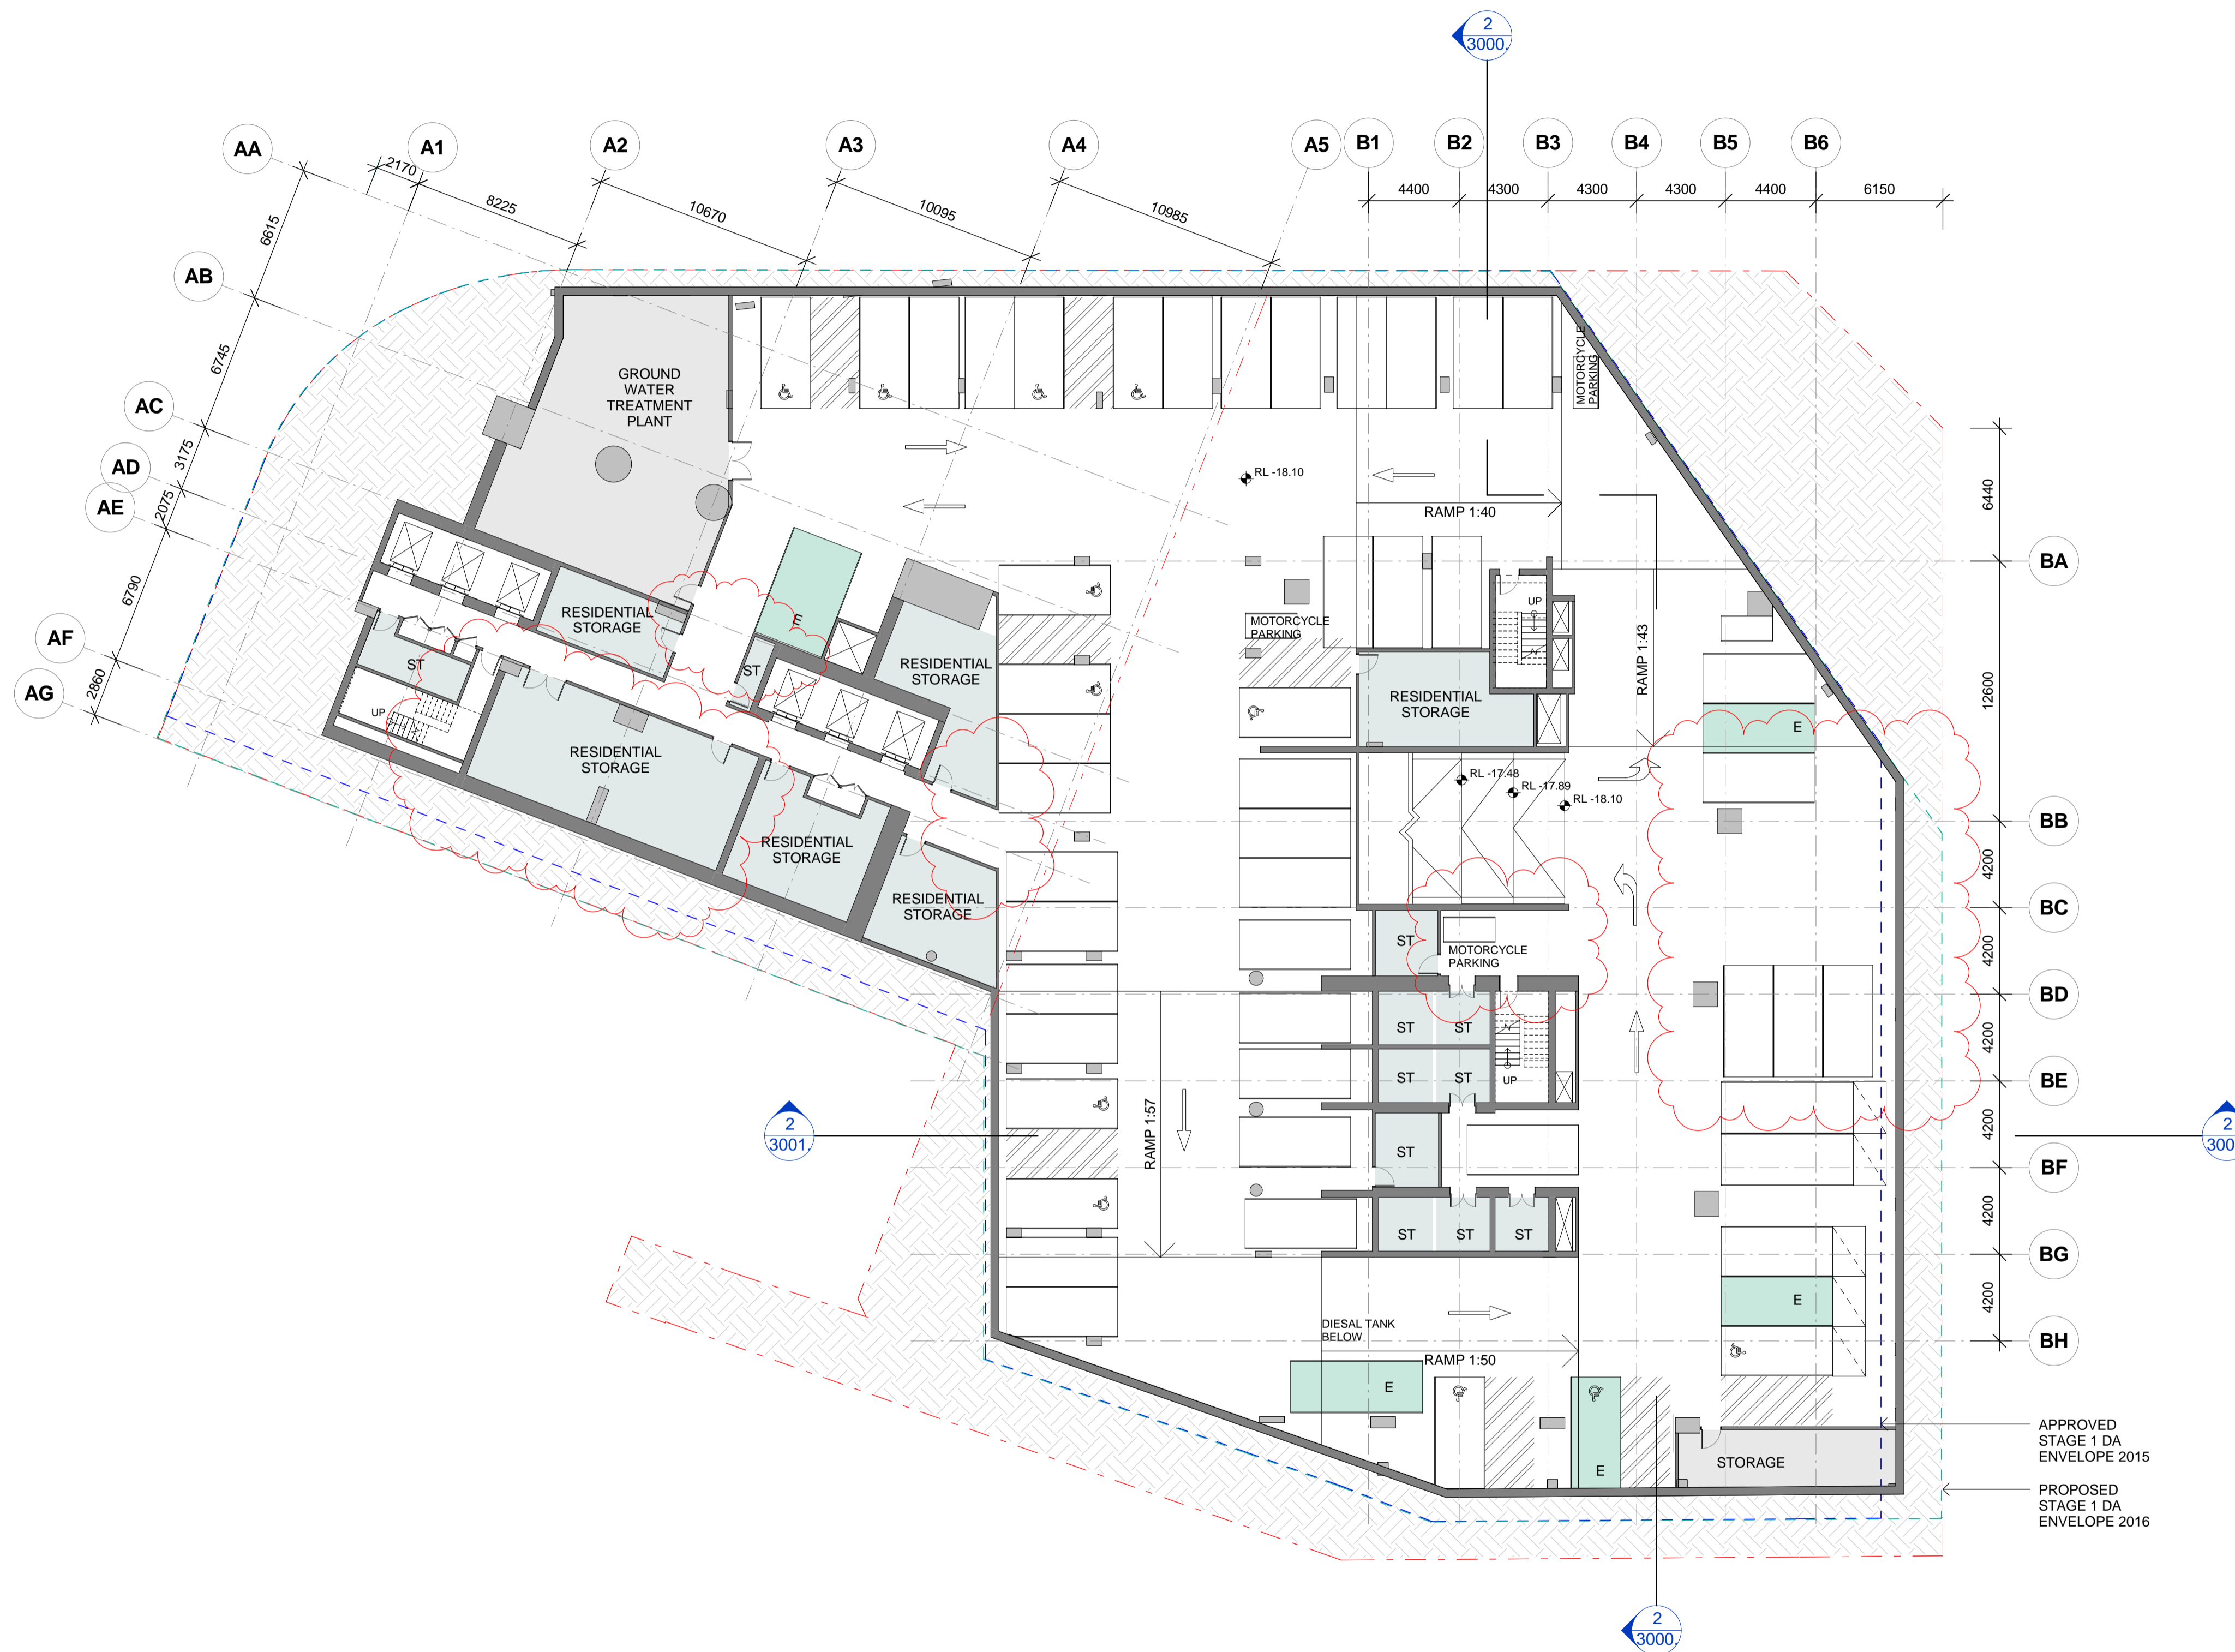 2
3000.
AA
A1
A2
A3
A4
A5
B1
B2
B3
B4
B5
B6
2170
8225
10670
10095
10985
4400
4300
4300
4300
4400
6150
AB
AC
AD
AE
AF
AG
6615
6745
3175
2075
6790
2860
GROUND
WATER
TREATMENT
PLANT
MOTORCYCLE
PARKING
RL -18.10
RAMP 1:40
6440
BA
RESIDENTIAL
STORAGE
E
ST
RESIDENTIAL
STORAGE
ST
UP
RESIDENTIAL
STORAGE
RESIDENTIAL
STORAGE
RESIDENTIAL
STORAGE
MOTORCYCLE
PARKING
UP
RESIDENTIAL
STORAGE
RAMP 1:43
12600
E
RL -17.48
RL -17.89
RL -18.10
BB
4200
BC
ST
MOTORCYCLE
PARKING
4200
BD
ST
ST
4200
ST
ST
UP
BE
2
3001.
RAMP 1:57
4200
2
300
ST
BF
4200
ST
ST
ST
BG
E
4200
DIESAL TANK
BELOW
BH
RAMP 1:50
E
E
STORAGE
APPROVED
STAGE 1 DA
ENVELOPE 2015
PROPOSED
STAGE 1 DA
ENVELOPE 2016
2
3000.